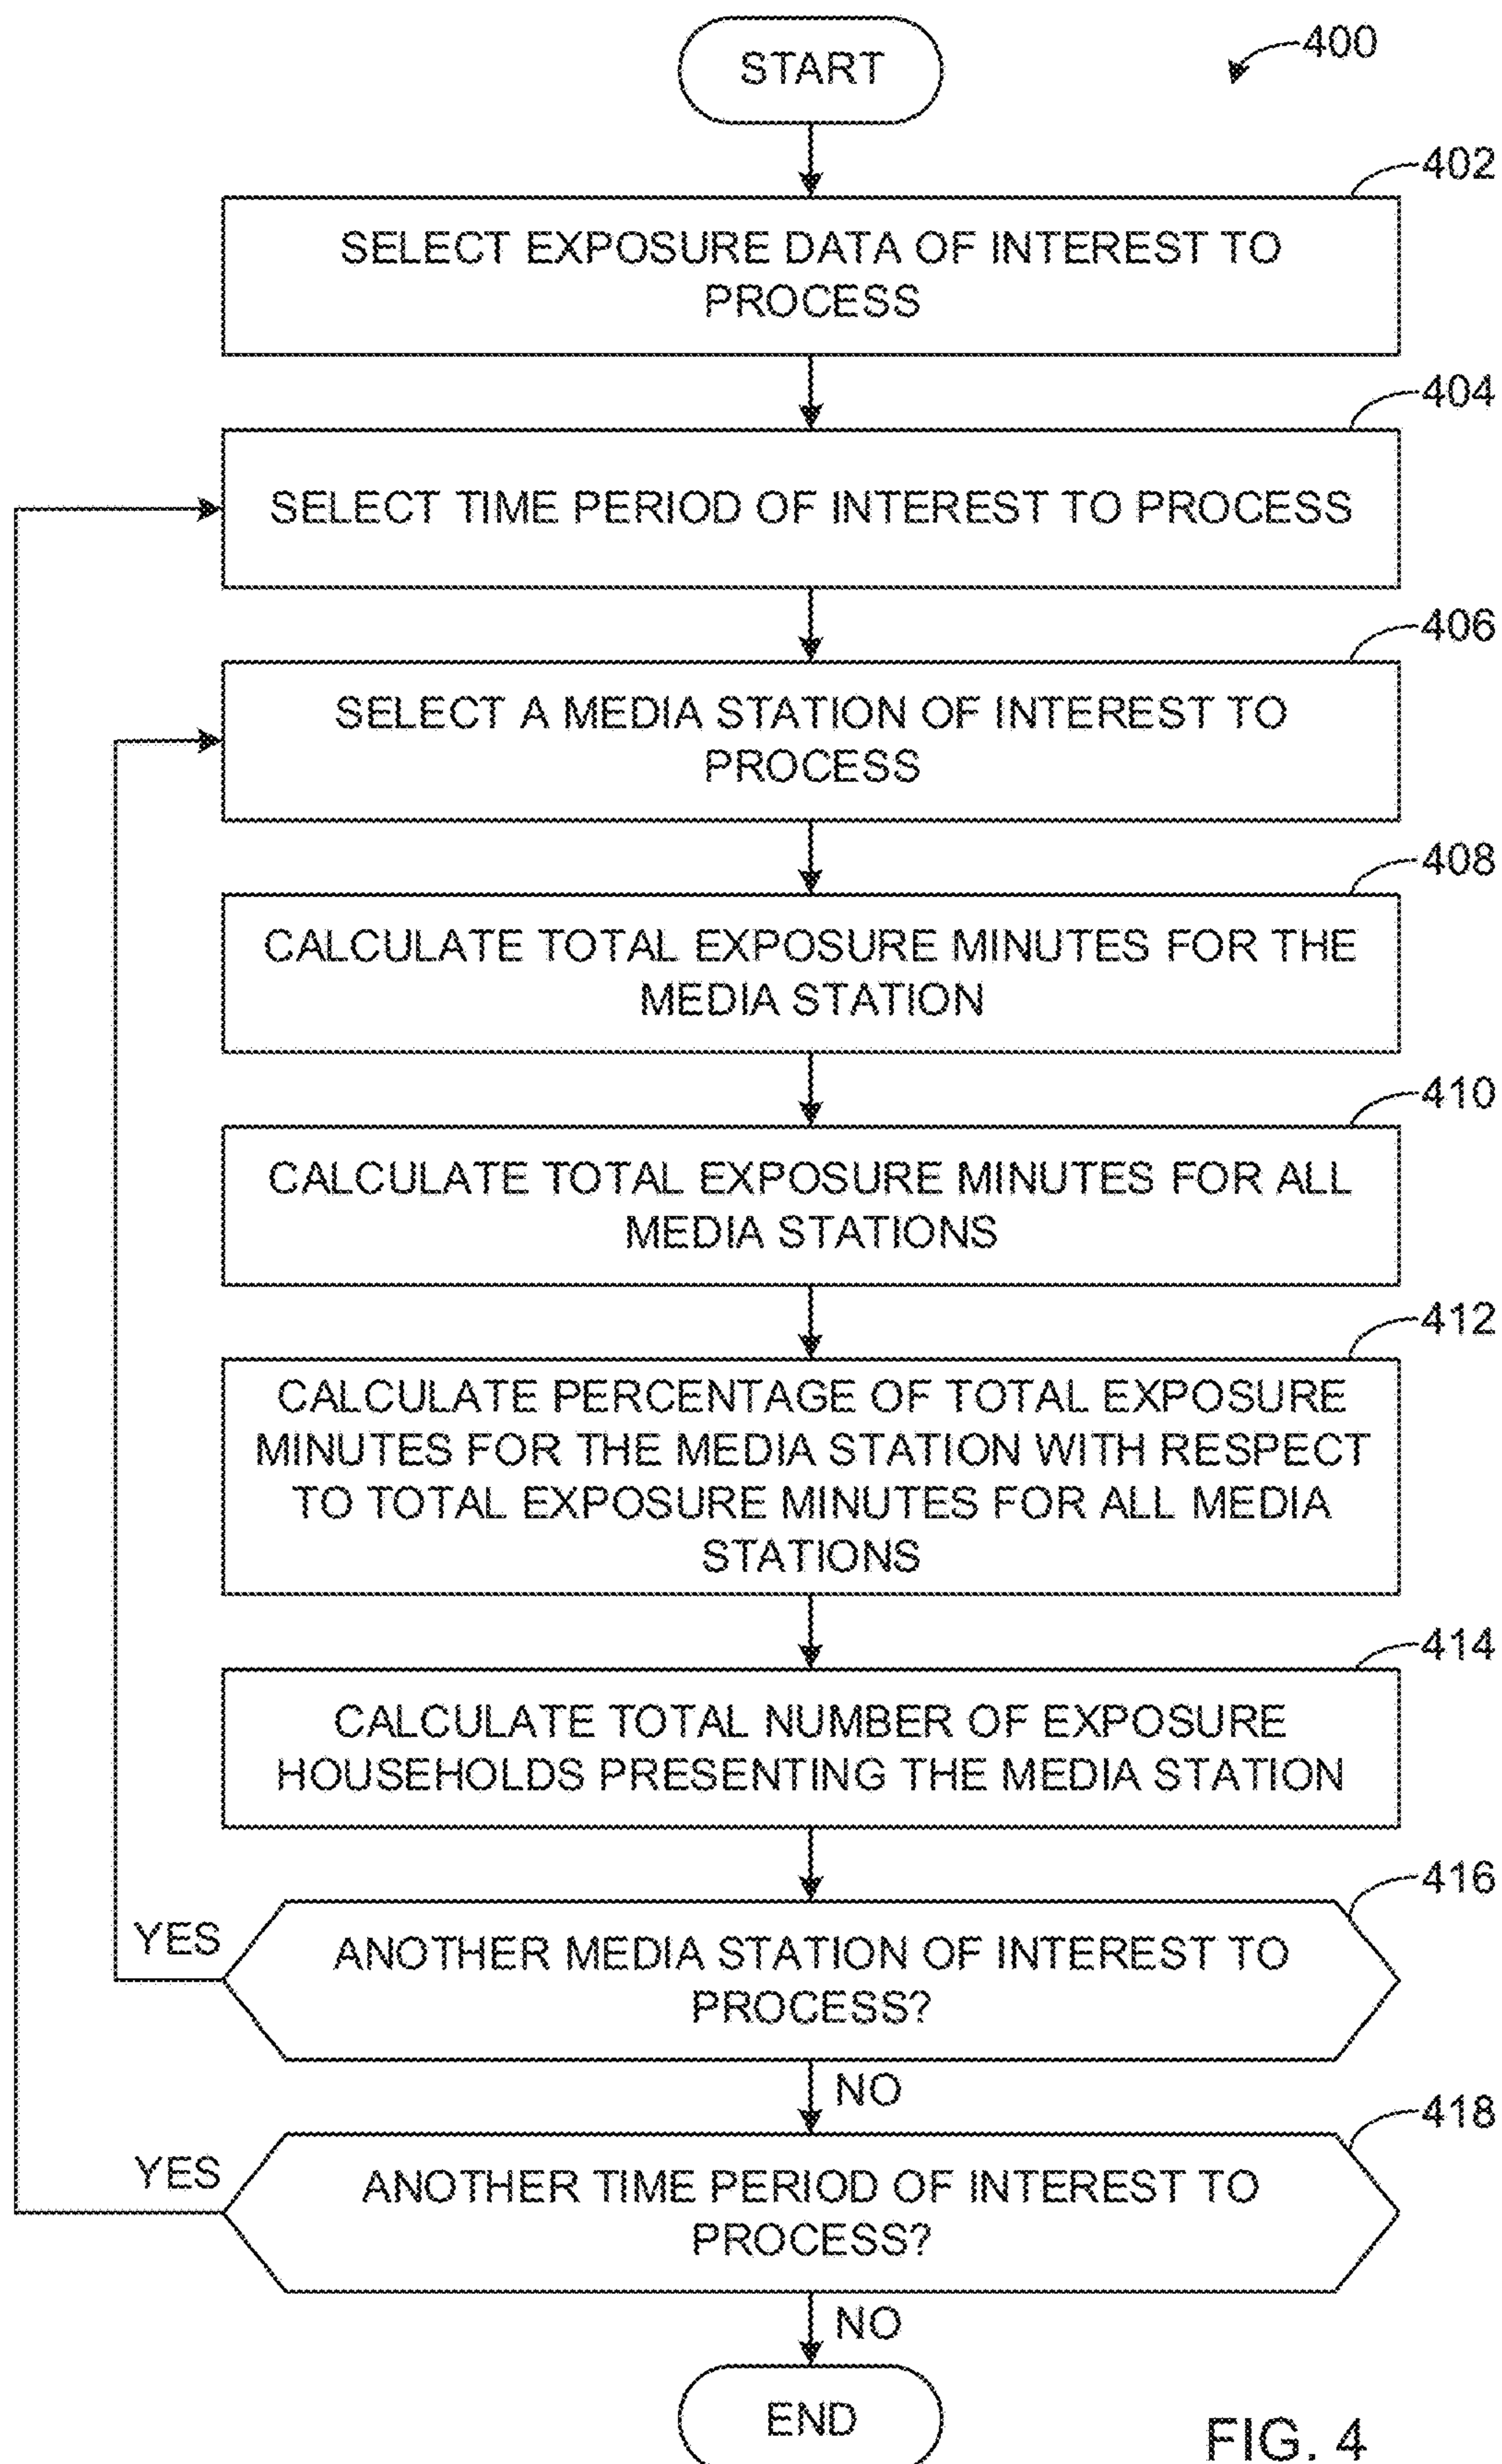 START
400
402
SELECT EXPOSURE DATA OF INTEREST TO
PROCESS
404
SELECT TIME PERIOD OF INTEREST TO PROCESS
406
SELECT A MEDIA STATION OF INTEREST TO
PROCESS
408
CALCULATE TOTAL EXPOSURE MINUTES FOR THE
MEDIA STATION
410
CALCULATE TOTAL EXPOSURE MINUTES FOR ALL
MEDIA STATIONS
412
CALCULATE PERCENTAGE OF TOTAL EXPOSURE
MINUTES FOR THE MEDIA STATION WITH RESPECT
TO TOTAL EXPOSURE MINUTES FOR ALL MEDIA
STATIONS
414
CALCULATE TOTAL NUMBER OF EXPOSURE
HOUSEHOLDS PRESENTING THE MEDIA STATION
416
YES
ANOTHER MEDIA STATION OF INTEREST TO
PROCESS?
NO
418
YES
ANOTHER TIME PERIOD OF INTEREST TO
PROCESS?
NO
END
FIG. 4